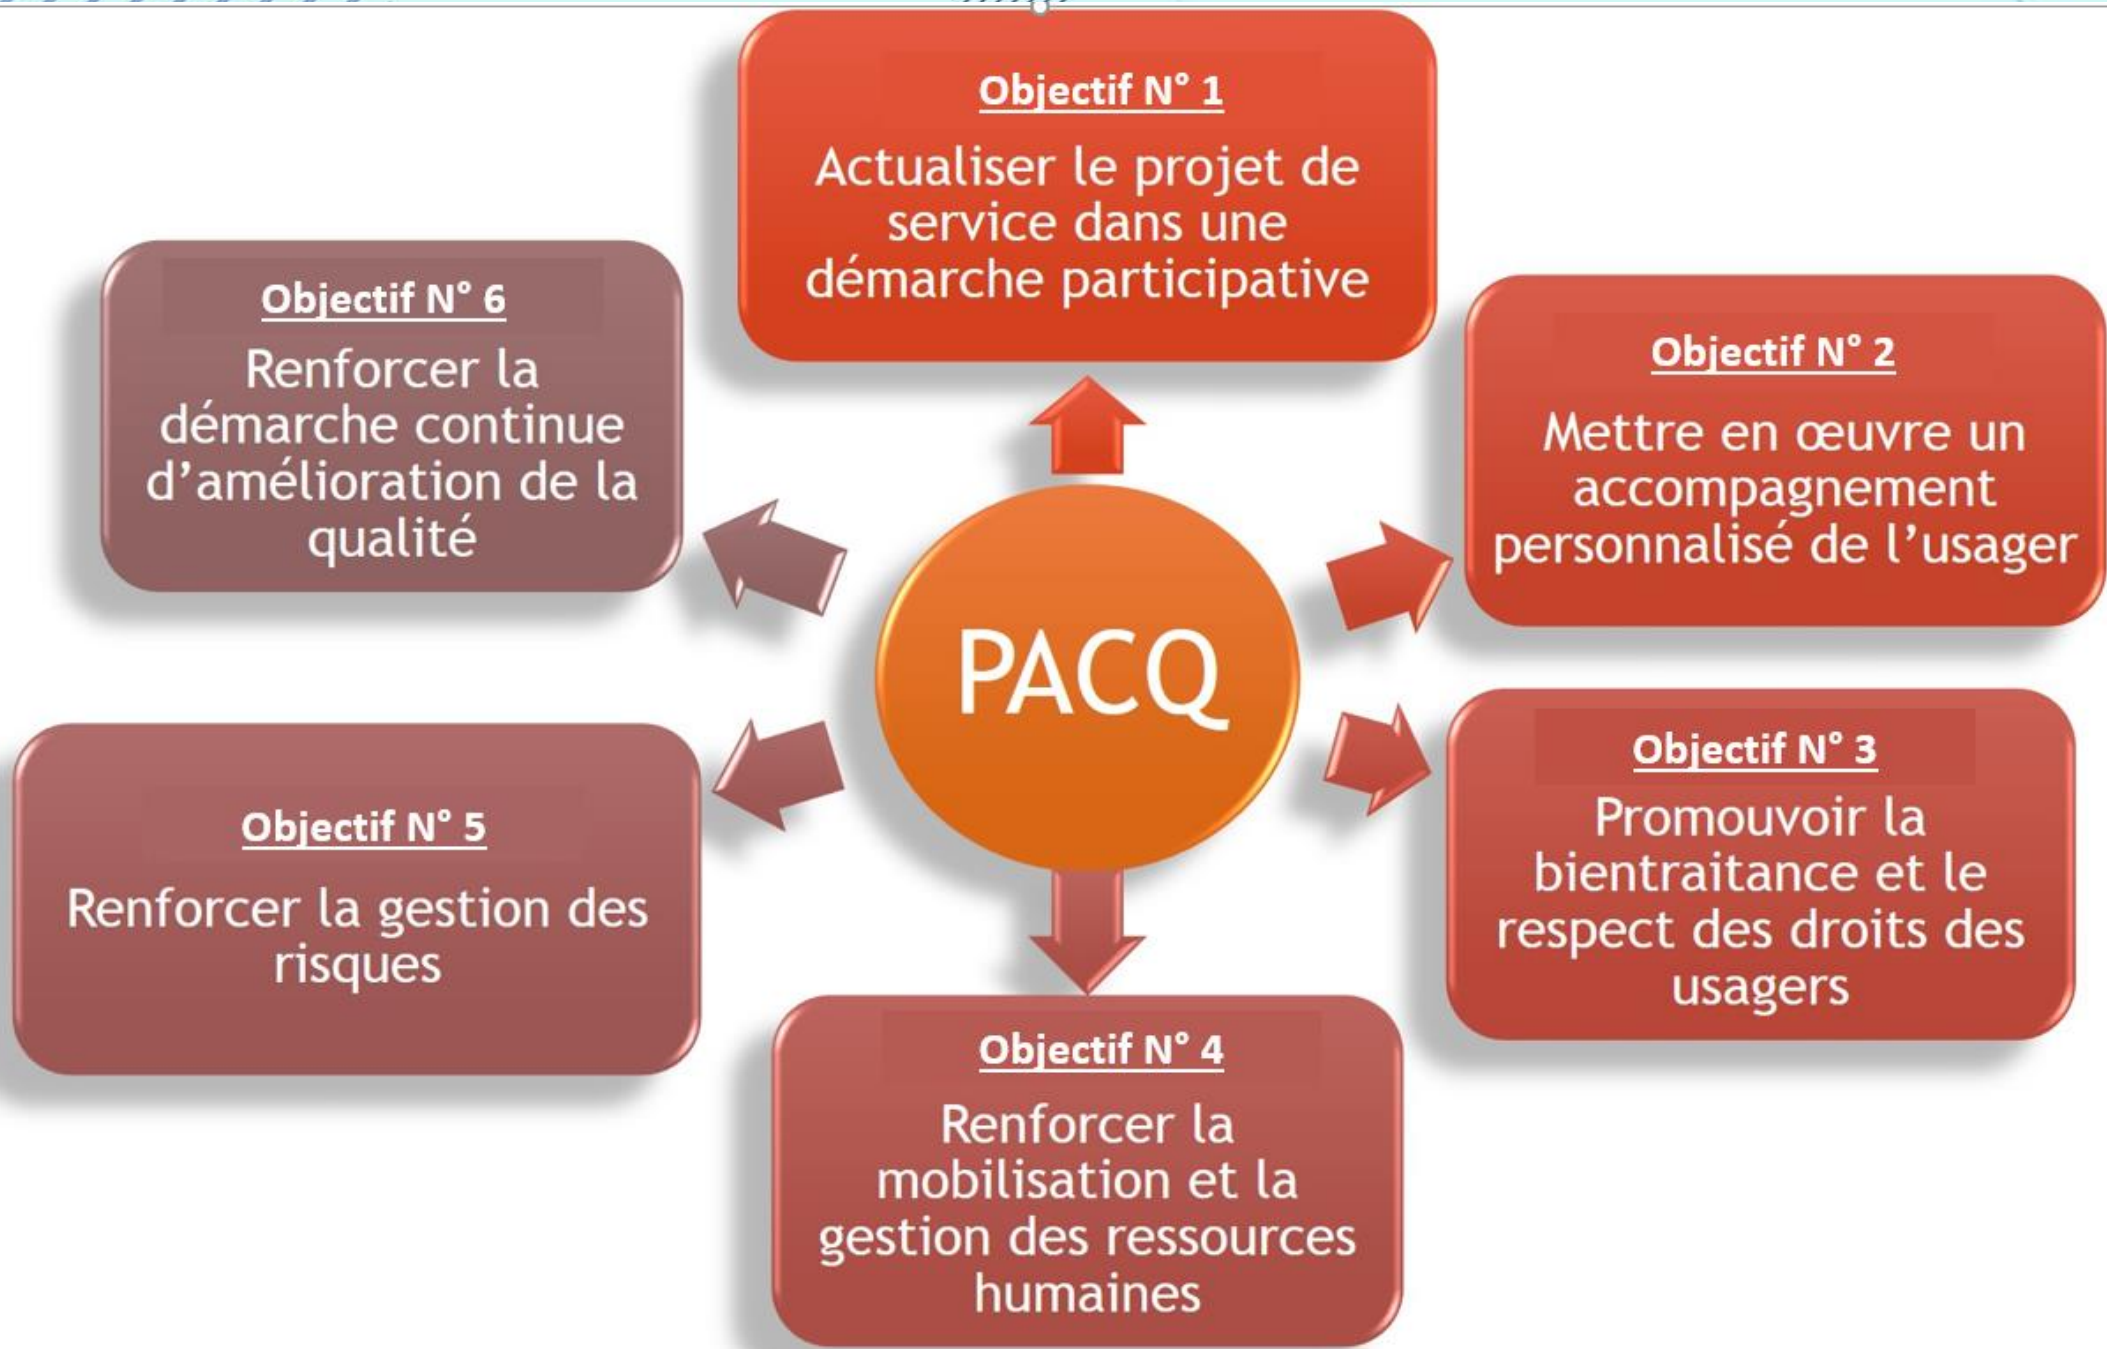 Objectif N° 1
Actualiser le projet de
service dans une
démarche participative
Objectif N° 2
Mettre en œuvre un
accompagnement
personnalisé de l’usager
Objectif N° 3
Promouvoir la
bientraitance et le
respect des droits des
usagers
Objectif N° 4
Renforcer la
mobilisation et la
gestion des ressources
humaines
Objectif N° 5
Renforcer la gestion des
risques
Objectif N° 6
Renforcer la
démarche continue
d’amélioration de la
qualité
PACQ